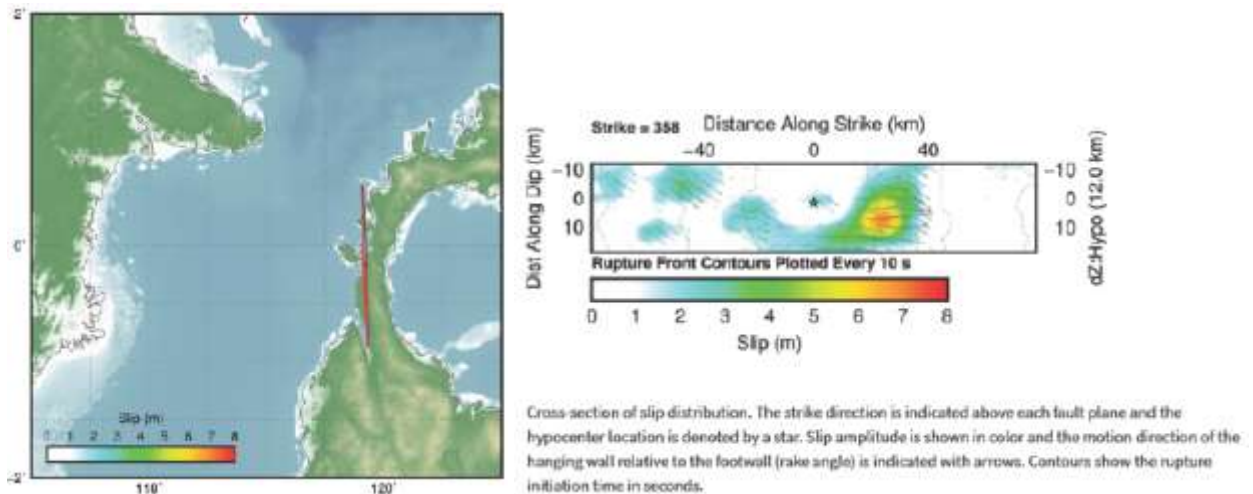 2°
0°
-2°
118°
120°
Slip (m)
0 1 2 3 4 5 6 7 8
Strike = 358 Distance Along Strike (km)
-40 0 40
Dist Along Dip (km)
-10
0
10
-10
0
10
dZ:Hypo (12.0 km)
Rupture Front Contours Plotted Every 10 s
0 1 2 3 4 5 6 7 8
Slip (m)
Cross-section of slip distribution. The strike direction is indicated above each fault plane and the
hypocenter location is denoted by a star. Slip amplitude is shown in color and the motion direction of the
hanging wall relative to the footwall (rake angle) is indicated with arrows. Contours show the rupture
initiation time in seconds.